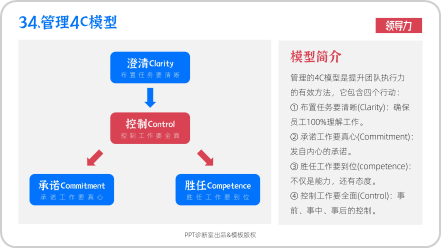 34.管理4C模型
领导力
澄清Clarity
布置任务要清晰
控制Control
控制工作要全面
承诺Commitment
承诺工作要真心
胜任Competence
胜任工作要到位
模型简介
管理的4C模型是提升团队执行力
的有效方法，它包含四个行动：
① 布置任务要清晰(Clarity)：确保
员工100%理解工作。
② 承诺工作要真心(Commitment)：
发自内心的承诺。
③ 胜任工作要到位(competence)：
不仅是能力，还有态度。
④ 控制工作要全面(Control)：事
前、事中、事后的控制。
PPT诊断室出品&模板版权